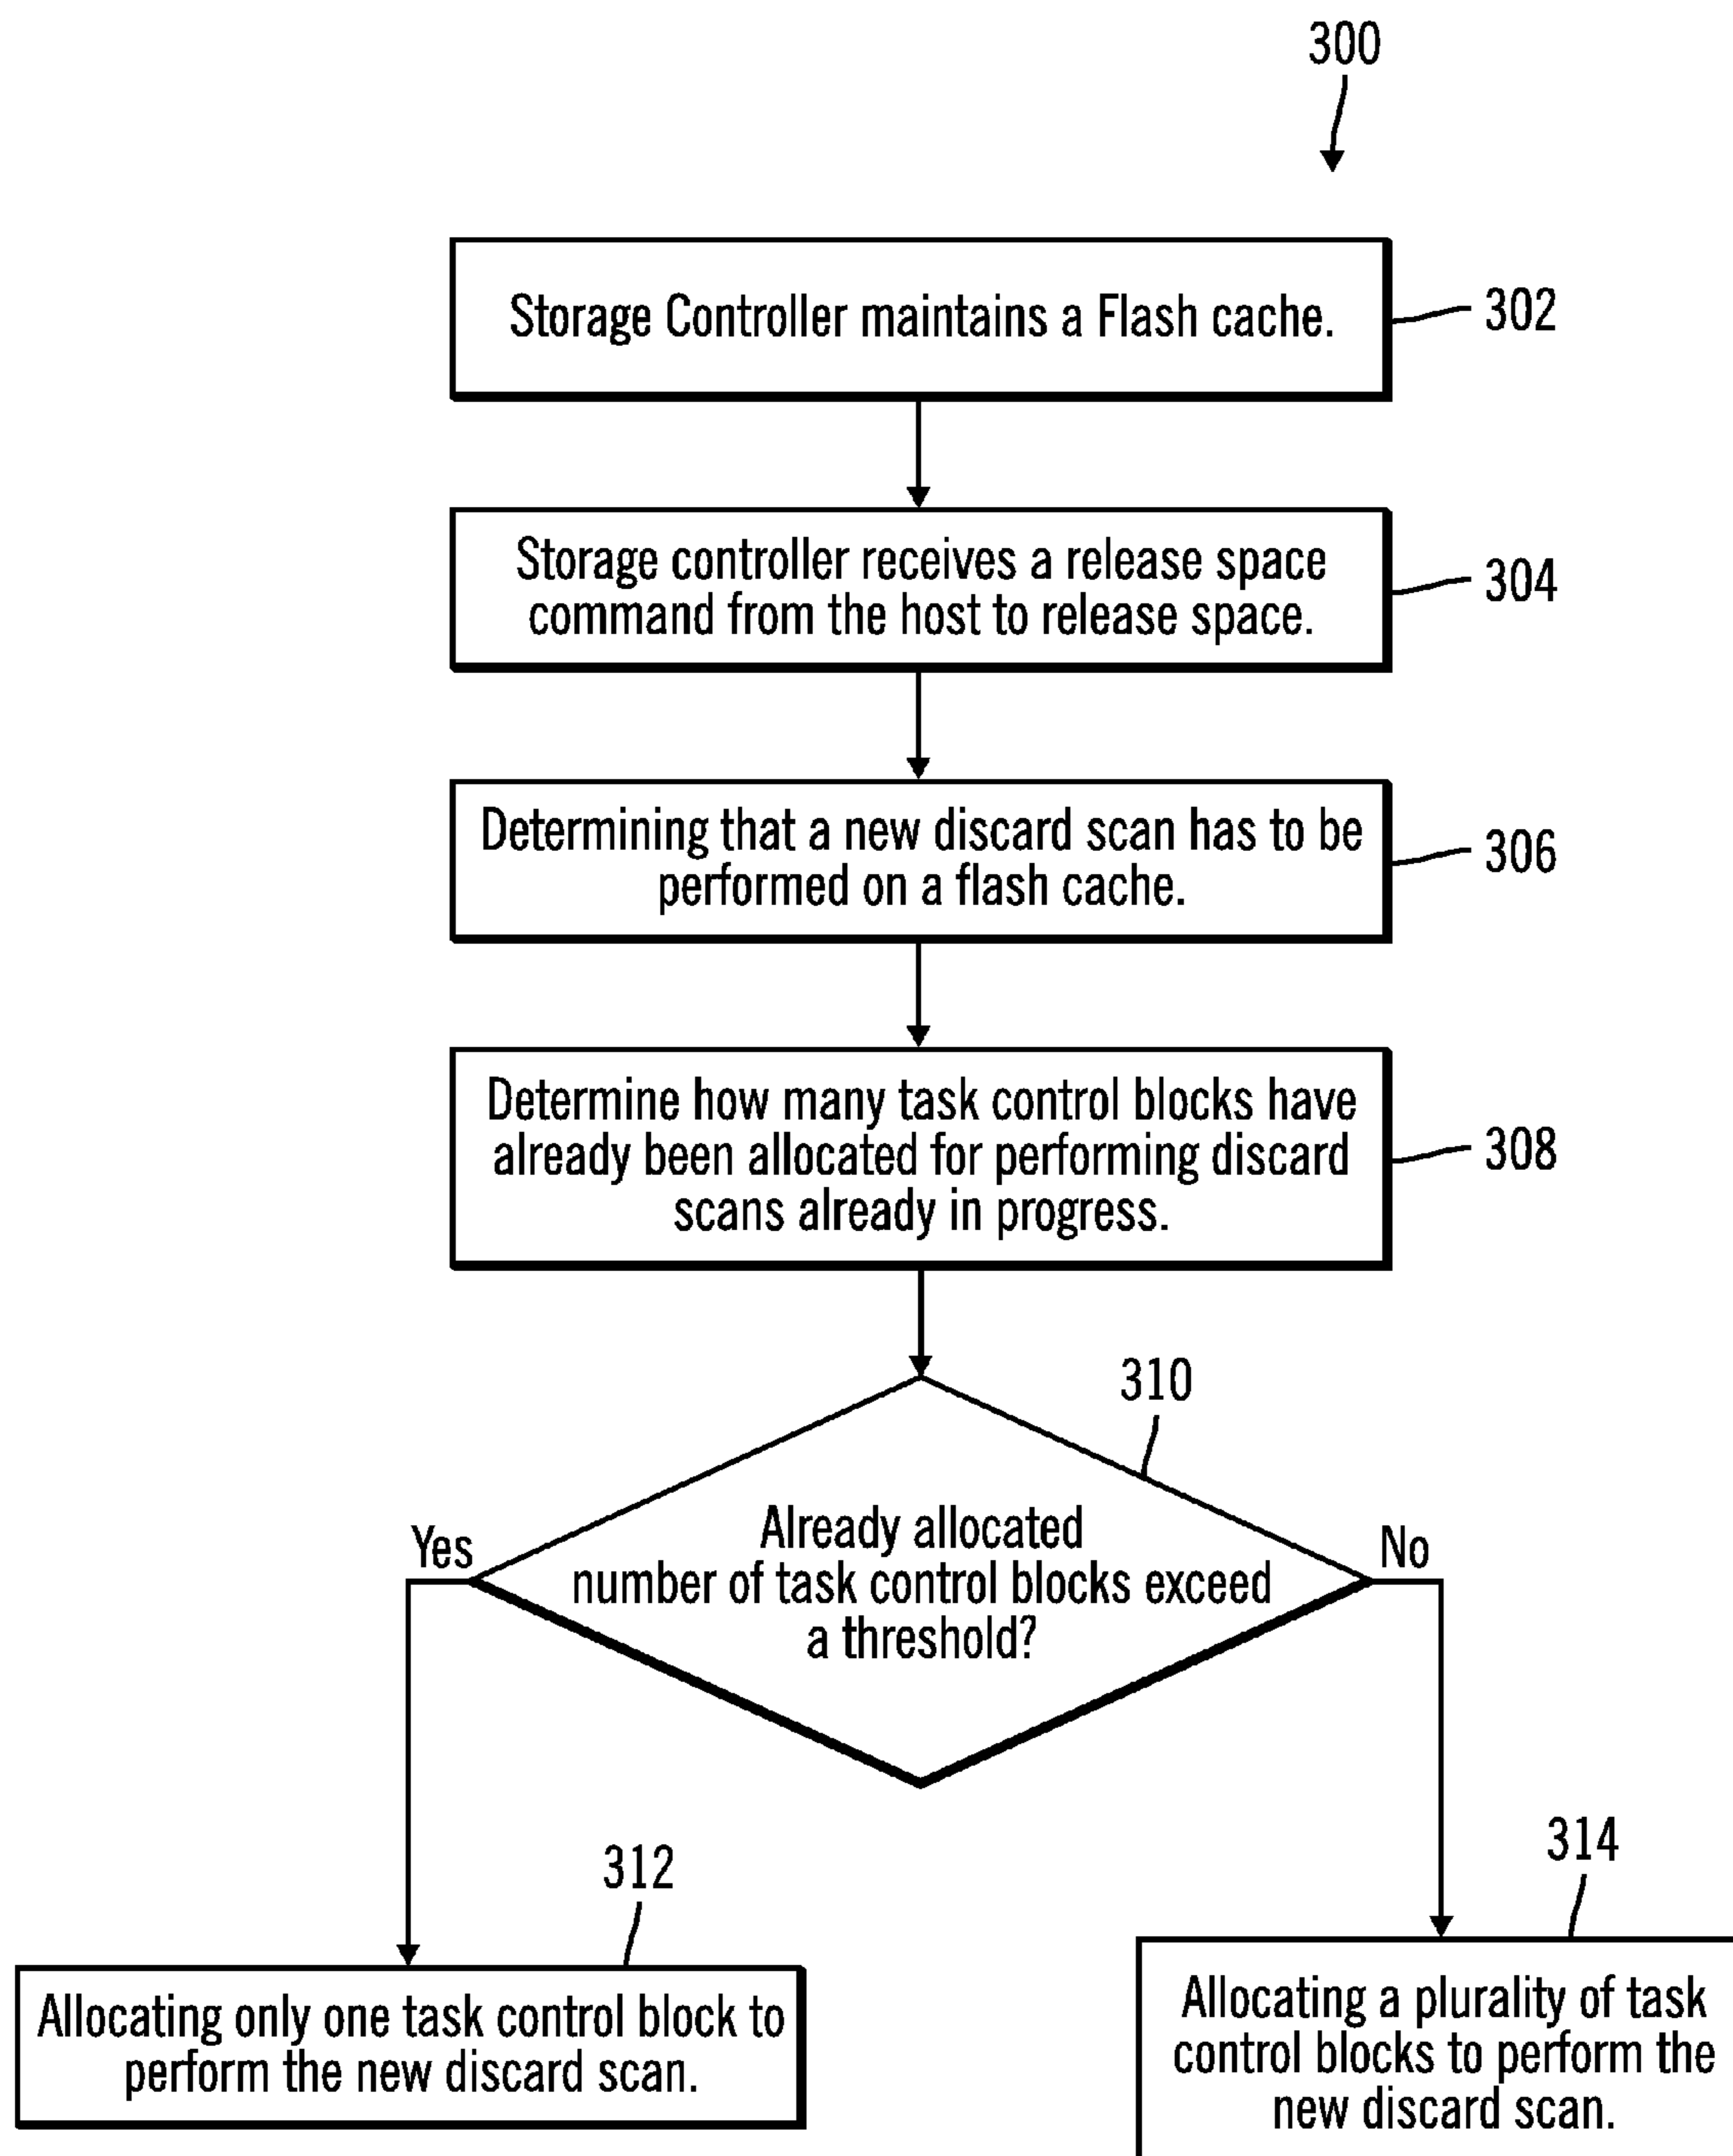 300
Storage Controller maintains a Flash cache.
302
Storage controller receives a release space
command from the host to release space.
304
Determining that a new discard scan has to be
performed on a flash cache.
306
Determine how many task control blocks have
already been allocated for performing discard
scans already in progress.
308
310
Already allocated
number of task control blocks exceed
a threshold?
Yes
No
312
Allocating only one task control block to
perform the new discard scan.
314
Allocating a plurality of task
control blocks to perform the
new discard scan.